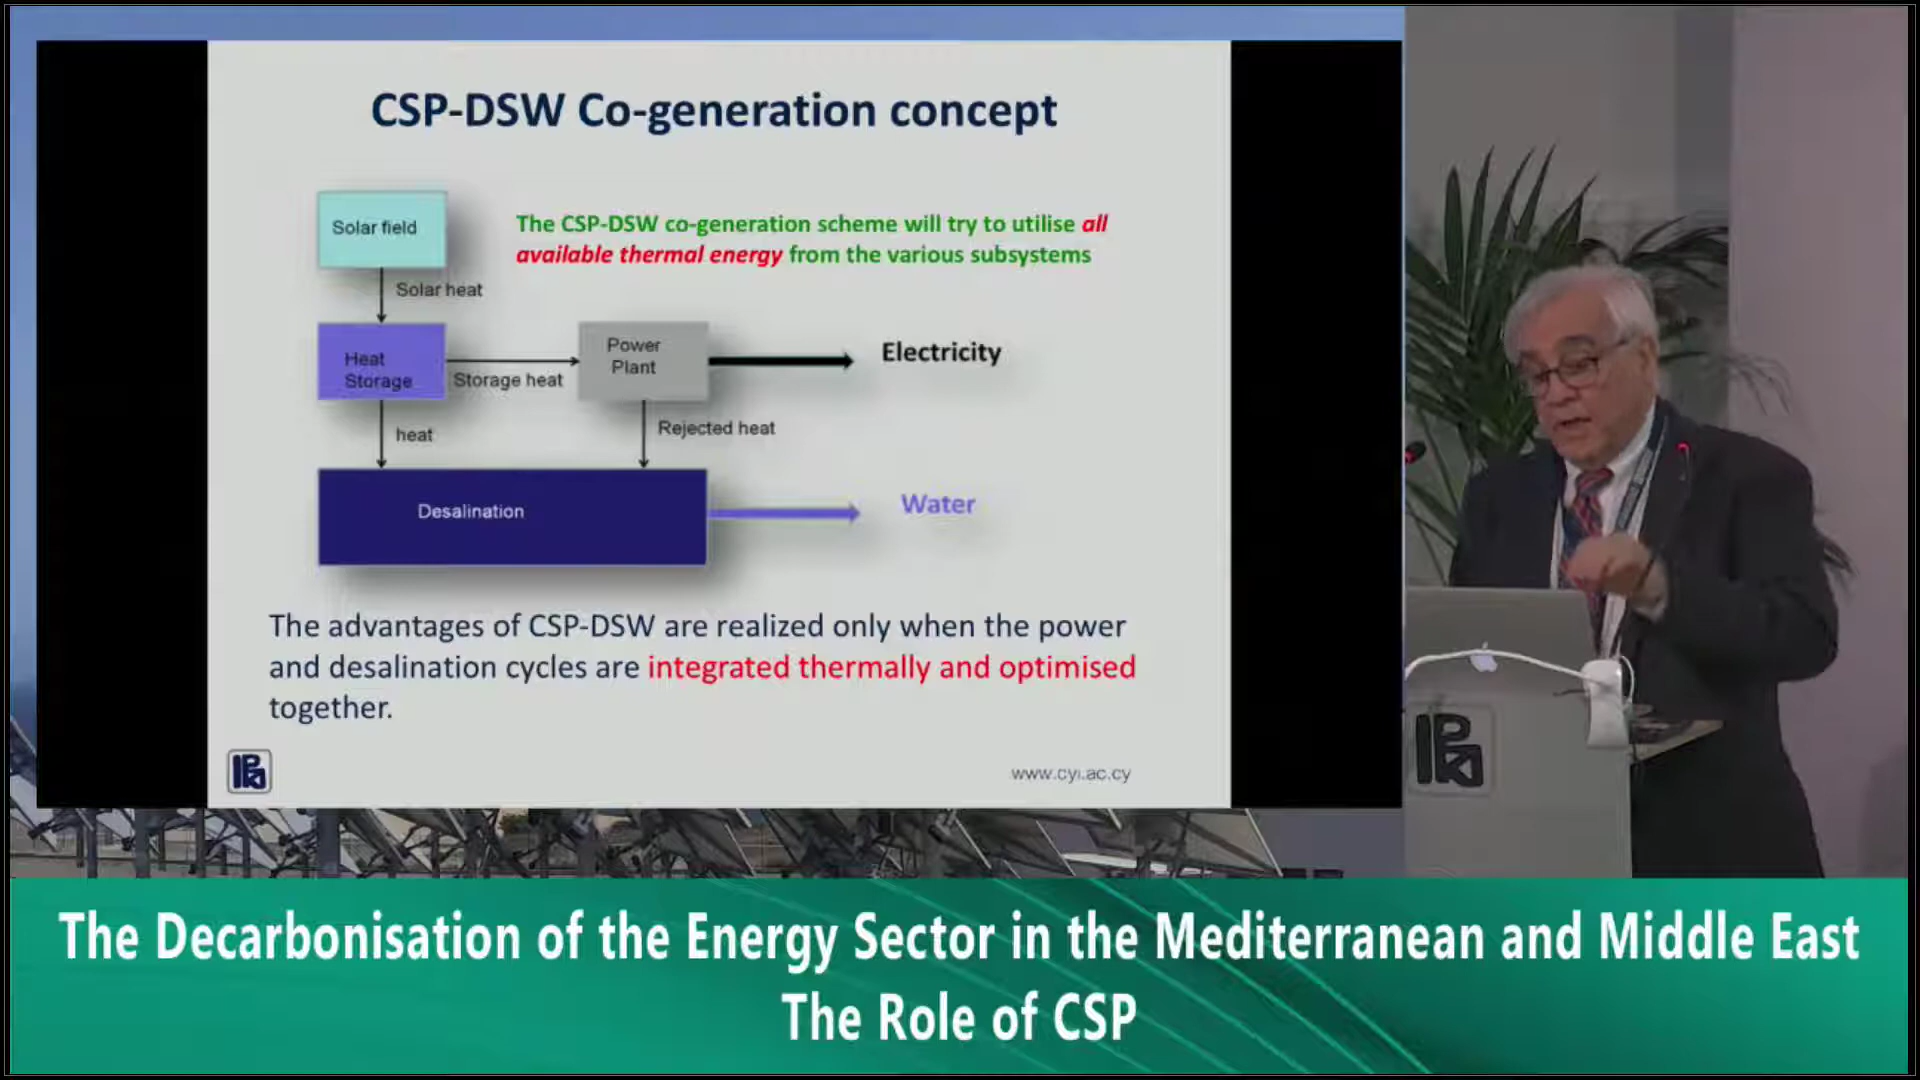 CSP-DSW Co-generation concept
Solar field
The CSP-DSW co-generation scheme will try to utilise all
available thermal energy from the various subsystems
Solar heat
Heat
Storage
Storage heat
Power
Plant
Electricity
heat
Rejected heat
Desalination
Water
The advantages of CSP-DSW are realized only when the power
and desalination cycles are integrated thermally and optimised
together.
www.cyi.ac.cy
The Decarbonisation of the Energy Sector in the Mediterranean and Middle East
The Role of CSP